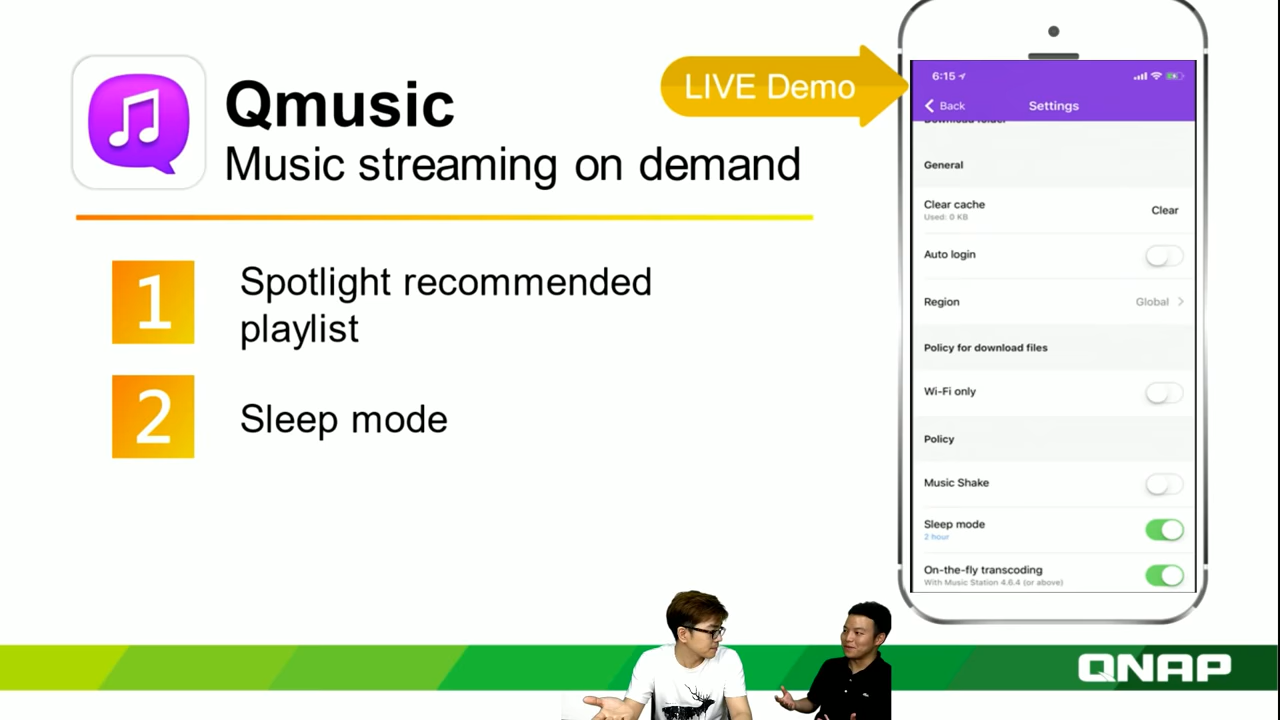 Qmusic
Music streaming on demand
LIVE Demo
1
Spotlight recommended
playlist
2
Sleep mode
6:15
Back
Settings
Download folder
General
Clear cache
Used: 0 KB
Clear
Auto login
Region
Global
Policy for download files
Wi-Fi only
Policy
Music Shake
Sleep mode
2 hour
On-the-fly transcoding
With Music Station 4.6.4 (or above)
QNAP